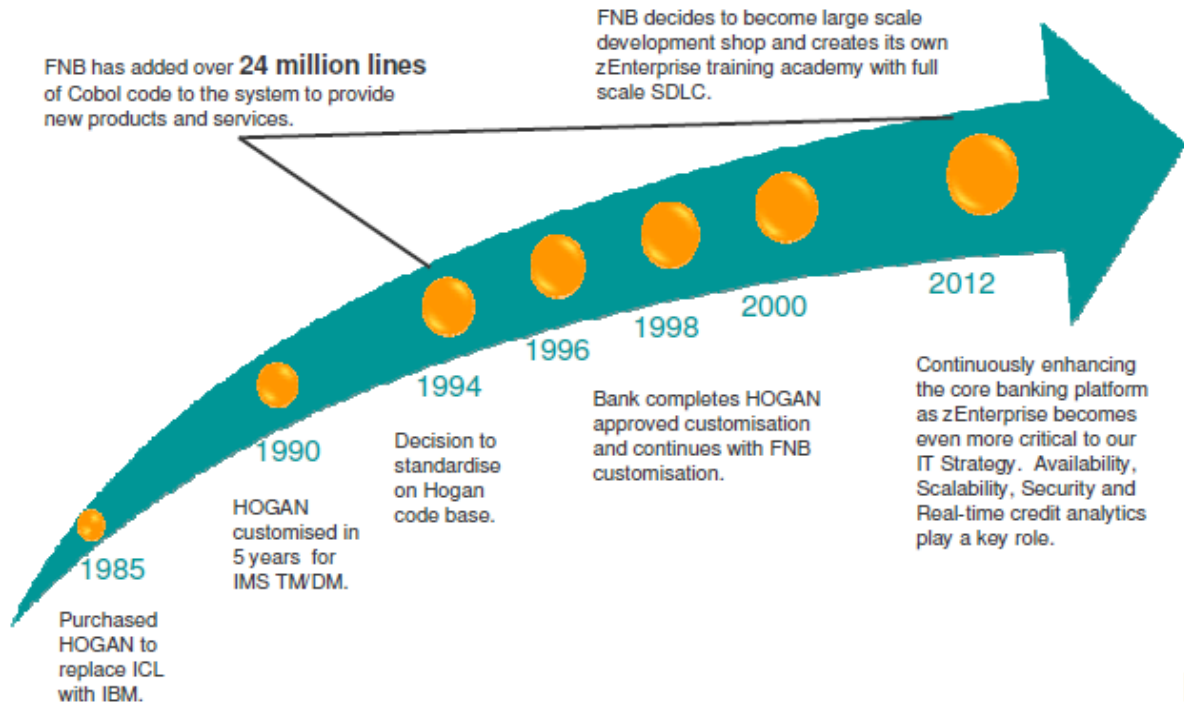 FNB has added over 24 million lines
of Cobol code to the system to provide
new products and services.
FNB decides to become large scale
development shop and creates its own
zEnterprise training academy with full
scale SDLC.
1985
Purchased
HOGAN to
replace ICL
with IBM.
1990
HOGAN
customised in
5 years for
IMS TM/DM.
1994
Decision to
standardise
on Hogan
code base.
1996
1998
2000
Bank completes HOGAN
approved customisation
and continues with FNB
customisation.
2012
Continuously enhancing
the core banking platform
as zEnterprise becomes
even more critical to our
IT Strategy. Availability,
Scalability, Security and
Real-time credit analytics
play a key role.